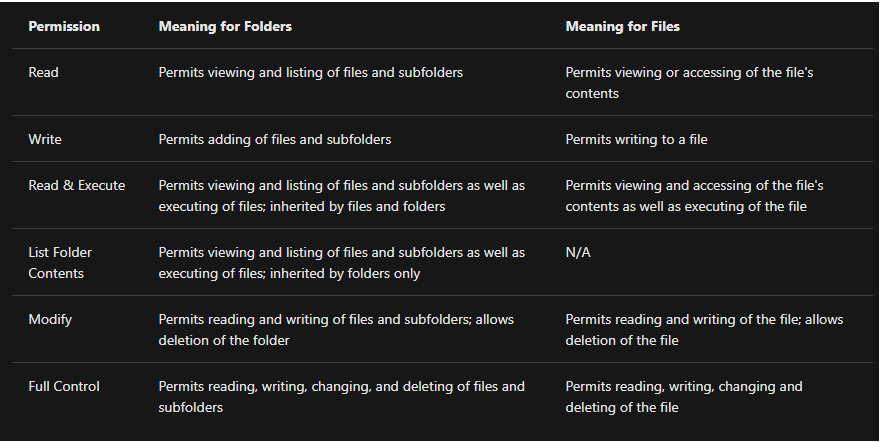 Permission Meaning for Folders Meaning for Files
Read Permits viewing and listing of files and subfolders Permits viewing or accessing of the file's
contents
Write Permits adding of files and subfolders Permits writing to a file
Read & Execute Permits viewing and listing of files and subfolders as well as Permits viewing and accessing of the file's
executing of files; inherited by files and folders contents as well as executing of the file
List Folder Permits viewing and listing of files and subfolders as well as N/A
Contents executing of files; inherited by folders only
Modify Permits reading and writing of files and subfolders; allows Permits reading and writing of the file; allows
deletion of the folder deletion of the file
Full Control Permits reading, writing, changing, and deleting of files and Permits reading, writing, changing and
subfolders deleting of the file